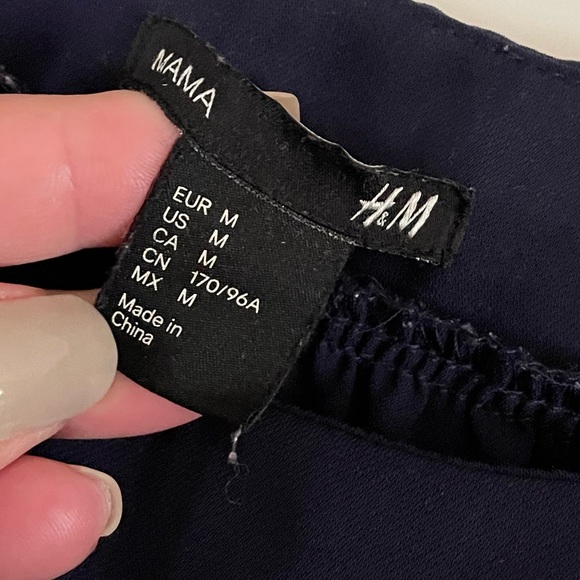 MAMA
H&M
EUR M
US M
CA M
CN 170/96A
MX M
Made in
China